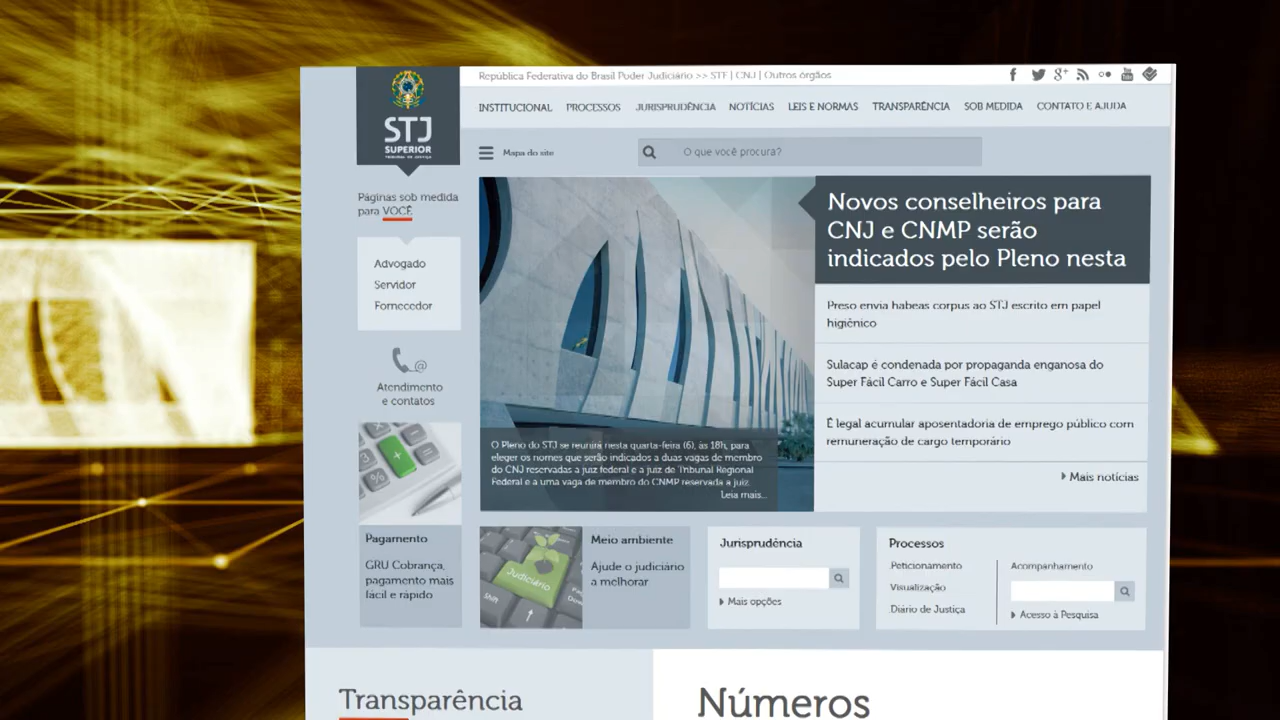 República Federativa do Brasil Poder Judiciário >> STF | CNJ | Outros órgãos
STJ
SUPERIOR
TRIBUNAL DE JUSTIÇA
INSTITUCIONAL PROCESSOS JURISPRUDÊNCIA NOTÍCIAS LEIS E NORMAS TRANSPARÊNCIA SOB MEDIDA CONTATO E AJUDA
Mapa do site
O que você procura?
Páginas sob medida
para VOCÊ
Advogado
Servidor
Fornecedor
Atendimento
e contatos
Novos conselheiros para
CNJ e CNMP serão
indicados pelo Pleno nesta
Preso envia habeas corpus ao STJ escrito em papel
higiênico
Sulacap é condenada por propaganda enganosa do
Super Fácil Carro e Super Fácil Casa
É legal acumular aposentadoria de emprego público com
remuneração de cargo temporário
Mais notícias
O Pleno do STJ se reunirá nesta quarta-feira (6), às 18h, para
eleger os nomes que serão indicados a duas vagas de membro
do CNJ reservadas a juiz federal e a juiz de Tribunal Regional
Federal e a uma vaga de membro do CNMP reservada a juiz.
Leia mais...
Pagamento
GRU Cobrança,
pagamento mais
fácil e rápido
Judiciário
Shift
Meio ambiente
Ajude o judiciário
a melhorar
Jurisprudência
Mais opções
Processos
Peticionamento
Visualização
Diário de Justiça
Acompanhamento
Acesso à Pesquisa
Transparência
Números